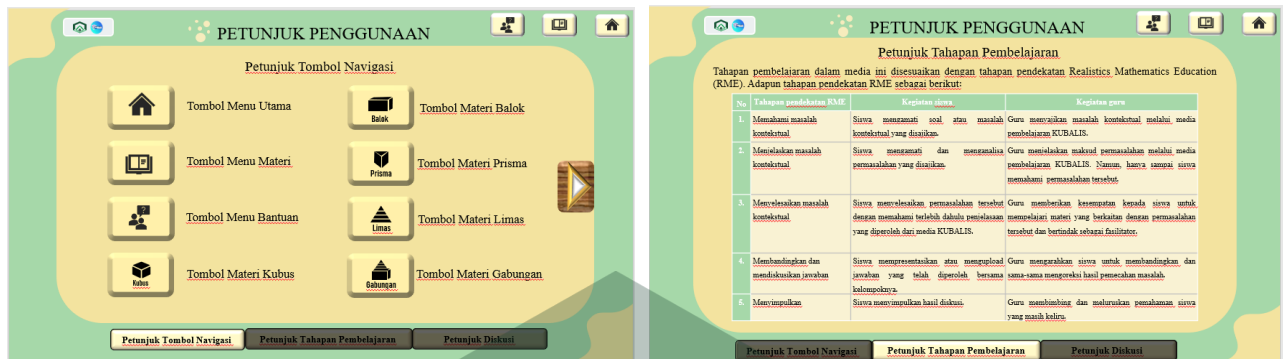 PETUNJUK PENGGUNAAN
Petunjuk Tombol Navigasi
Tombol Menu Utama
Balok
Tombol Materi Balok
Tombol Menu Materi
Prisma
Tombol Materi Prisma
Tombol Menu Bantuan
Limas
Tombol Materi Limas
Kubus
Tombol Materi Kubus
Gabungan
Tombol Materi Gabungan
Petunjuk Tombol Navigasi
Petunjuk Tahapan Pembelajaran
Petunjuk Diskusi
PETUNJUK PENGGUNAAN
Petunjuk Tahapan Pembelajaran
Tahapan pembelajaran dalam media ini disesuaikan dengan tahapan pendekatan Realistics Mathematics Education
(RME). Adapun tahapan pendekatan RME sebagai berikut:
No Tahapan pendekatan RME Kegiatan siswa Kegiatan guru
1. Memahami masalah
kontekstual
Siswa mengamati soal atau masalah
kontekstual yang disajikan.
Guru menyajikan masalah kontekstual melalui media
pembelajaran KUBALIS.
2. Menjelaskan masalah
kontekstual
Siswa mengamati dan menganalisa
permasalahan yang disajikan.
Guru menjelaskan maksud permasalahan melalui media
pembelajaran KUBALIS. Namun, hanya sampai siswa
memahami permasalahan tersebut.
3. Menyelesaikan masalah
kontekstual
Siswa menyelesaikan permasalahan tersebut
dengan memahami terlebih dahulu penjelasan
yang diperoleh dari media KUBALIS.
Guru memberikan kesempatan kepada siswa untuk
mempelajari materi yang berkaitan dengan permasalahan
tersebut dan bertindak sebagai fasilitator.
4. Membandingkan dan
mendiskusikan jawaban
Siswa mempresentasikan atau mengupload
jawaban yang telah diperoleh bersama
kelompoknya.
Guru mengarahkan siswa untuk membandingkan dan
sama-sama mengoreksi hasil pemecahan masalah.
5. Menyimpulkan
Siswa menyimpulkan hasil diskusi.
Guru membimbing dan meluruskan pemahaman siswa
yang masih keliru.
Petunjuk Tombol Navigasi
Petunjuk Tahapan Pembelajaran
Petunjuk Diskusi